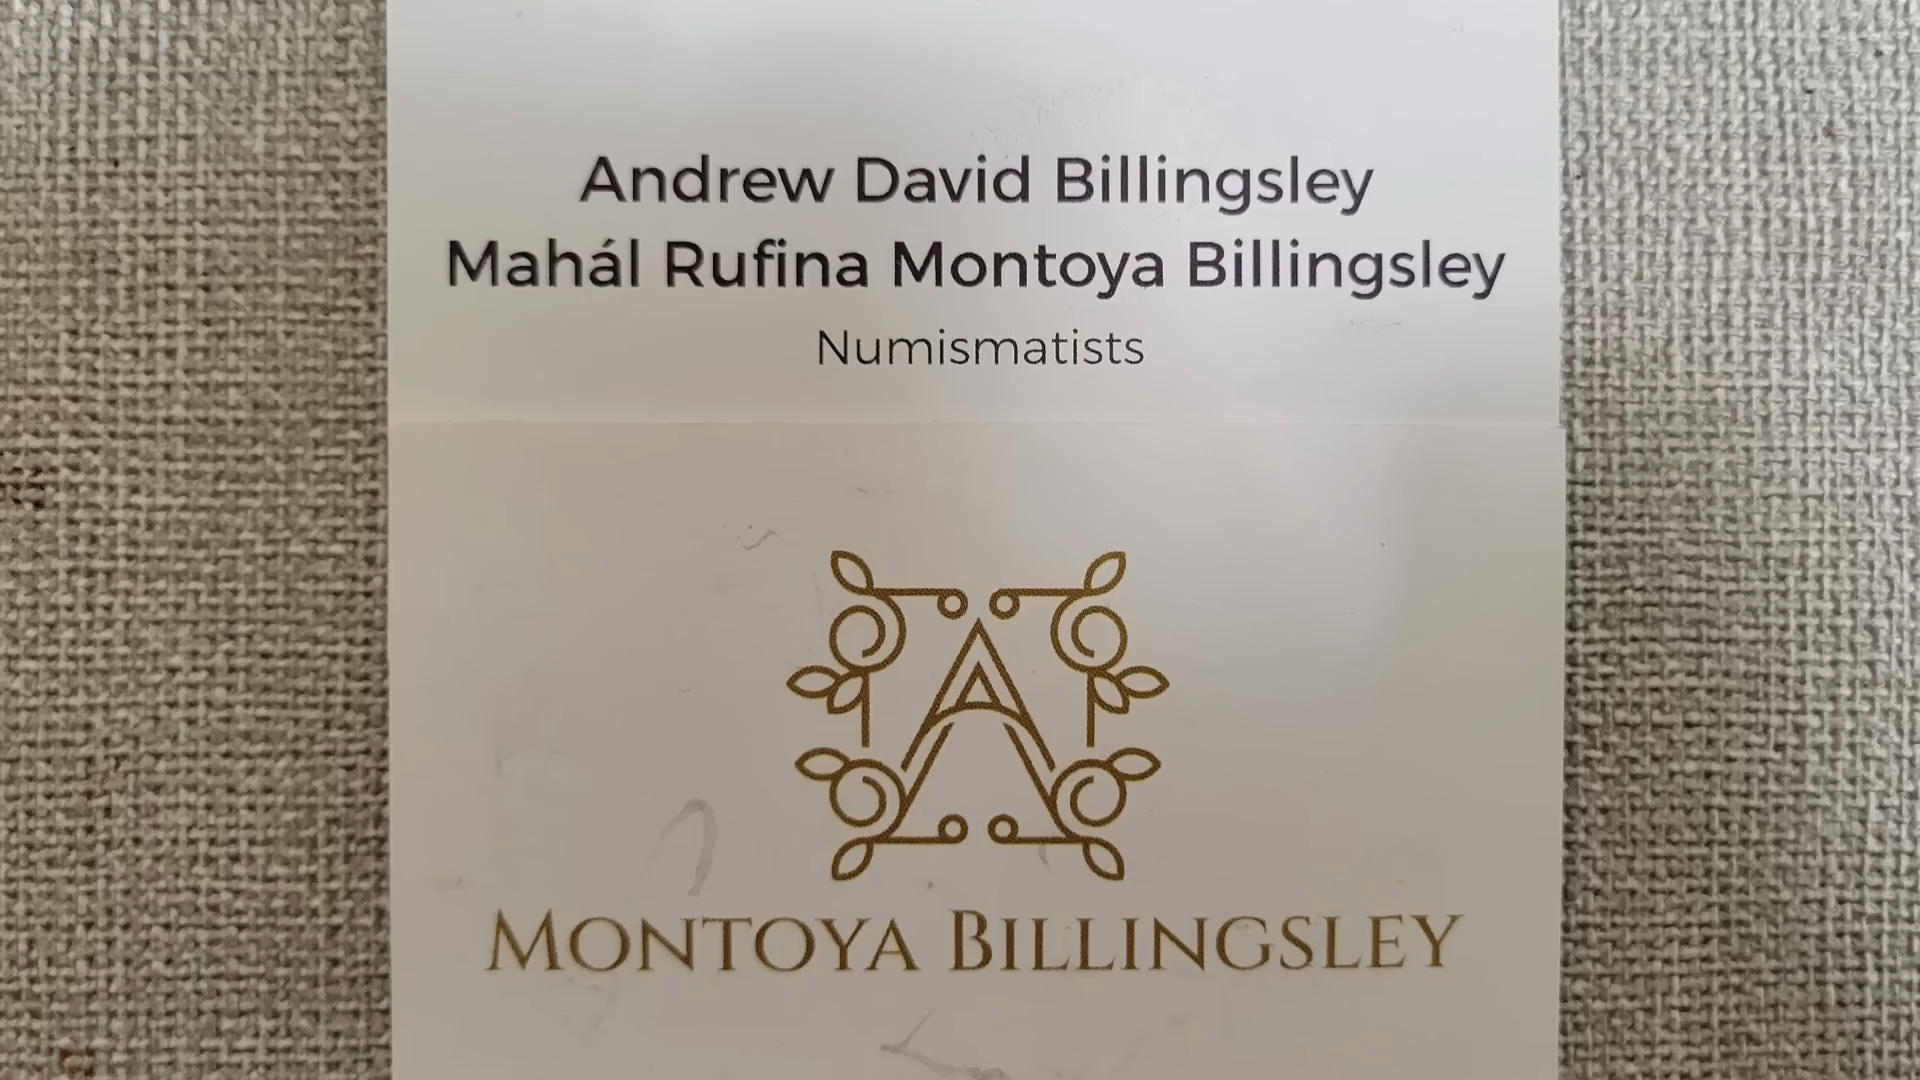 Andrew David Billingsley
Mahál Rufina Montoya Billingsley
Numismatists
A
MONTOYA BILLINGSLEY